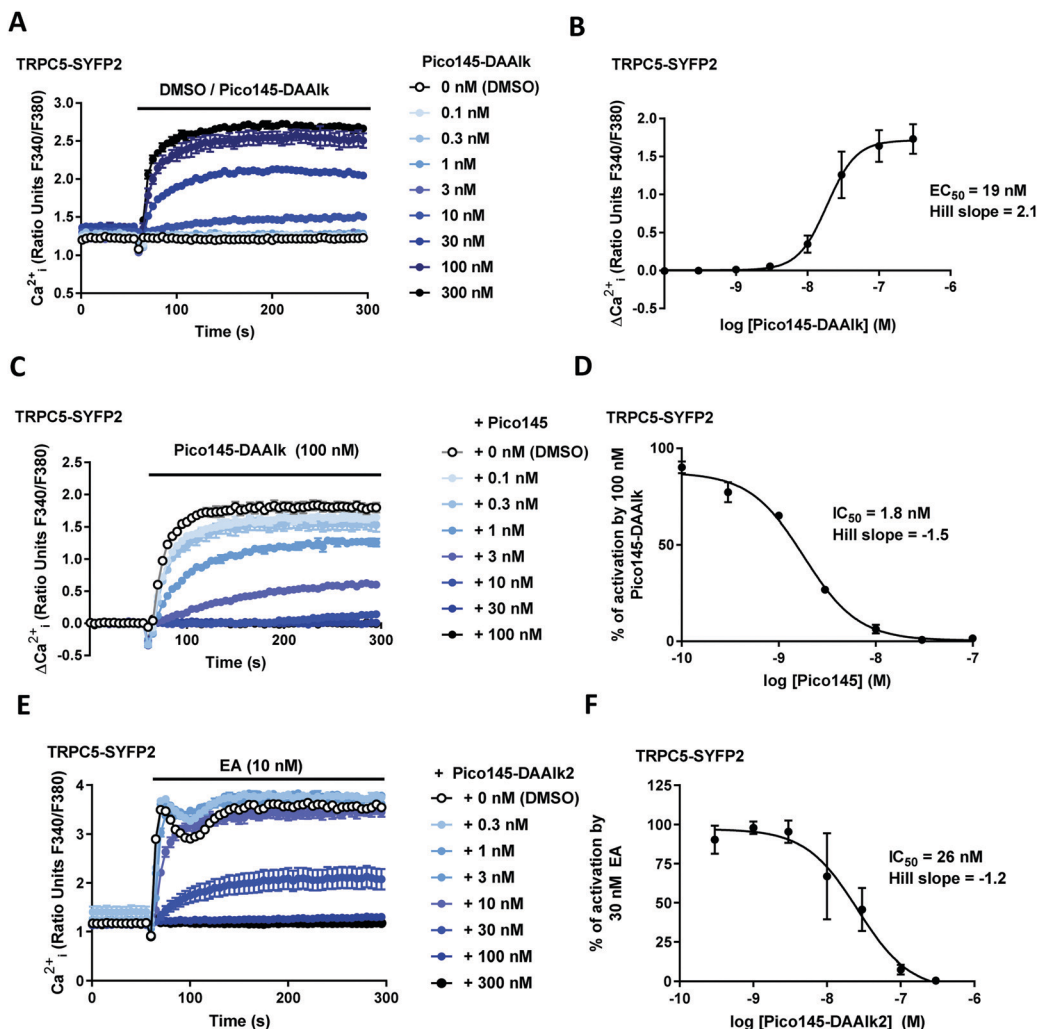 A
TRPC5-SYFP2
Pico145-DAAlk
DMSO / Pico145-DAAlk
Ca²⁺ᵢ (Ratio Units F340/F380)
3.0
2.5
2.0
1.5
1.0
0.5
0
100
200
300
Time (s)
0 nM (DMSO)
0.1 nM
0.3 nM
1 nM
3 nM
10 nM
30 nM
100 nM
300 nM
B
TRPC5-SYFP2
ΔCa²⁺ᵢ (Ratio Units F340/F380)
2.0
1.5
1.0
0.5
0.0
-0.5
-9
-8
-7
-6
log [Pico145-DAAlk] (M)
EC₅₀ = 19 nM
Hill slope = 2.1
C
TRPC5-SYFP2
Pico145-DAAlk (100 nM)
ΔCa²⁺ᵢ (Ratio Units F340/F380)
2.5
2.0
1.5
1.0
0.5
0.0
-0.5
100
200
300
Time (s)
+ Pico145
+ 0 nM (DMSO)
+ 0.1 nM
+ 0.3 nM
+ 1 nM
+ 3 nM
+ 10 nM
+ 30 nM
+ 100 nM
D
TRPC5-SYFP2
% of activation by 100 nM
Pico145-DAAlk
100
50
0
-10
-9
-8
-7
log [Pico145] (M)
IC₅₀ = 1.8 nM
Hill slope = -1.5
E
TRPC5-SYFP2
EA (10 nM)
Ca²⁺ᵢ (Ratio Units F340/F380)
4
3
2
1
0
0
100
200
300
Time (s)
+ Pico145-DAAlk2
+ 0 nM (DMSO)
+ 0.3 nM
+ 1 nM
+ 3 nM
+ 10 nM
+ 30 nM
+ 100 nM
+ 300 nM
F
TRPC5-SYFP2
% of activation by
30 nM EA
125
100
75
50
25
0
-10
-9
-8
-7
-6
log [Pico145-DAAlk2] (M)
IC₅₀ = 26 nM
Hill slope = -1.2